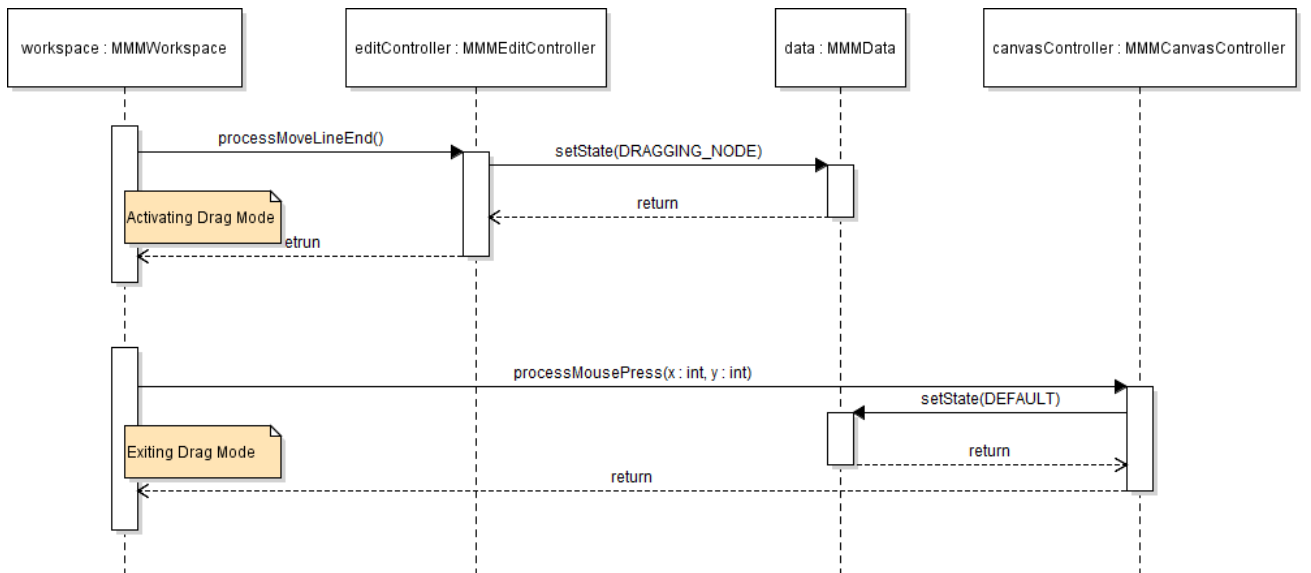 workspace : MMMWorkspace
editController : MMMEditController
data : MMMData
canvasController : MMMCanvasController
processMoveLineEnd()
setState(DRAGGING_NODE)
return
Activating Drag Mode
etrun
processMousePress(x : int, y : int)
setState(DEFAULT)
Exiting Drag Mode
return
return